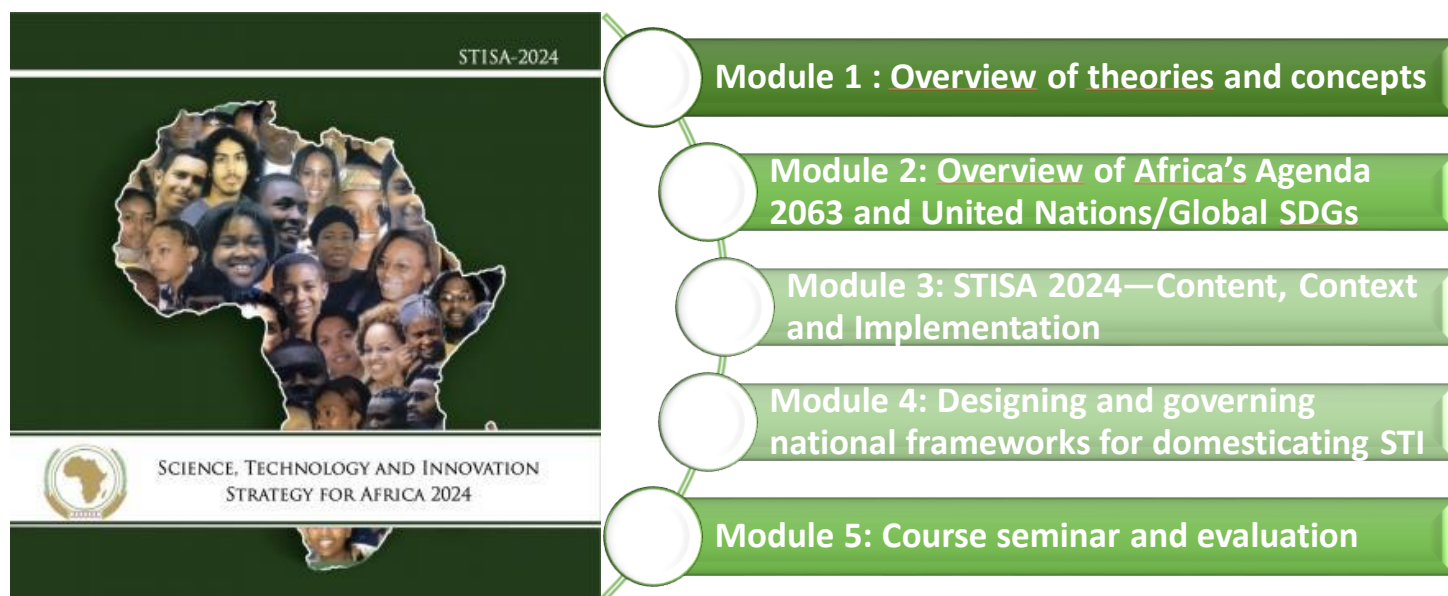 STISA-2024
SCIENCE, TECHNOLOGY AND INNOVATION
STRATEGY FOR AFRICA 2024
Module 1 : Overview of theories and concepts
Module 2: Overview of Africa’s Agenda
2063 and United Nations/Global SDGs
Module 3: STISA 2024—Content, Context
and Implementation
Module 4: Designing and governing
national frameworks for domesticating STI
Module 5: Course seminar and evaluation